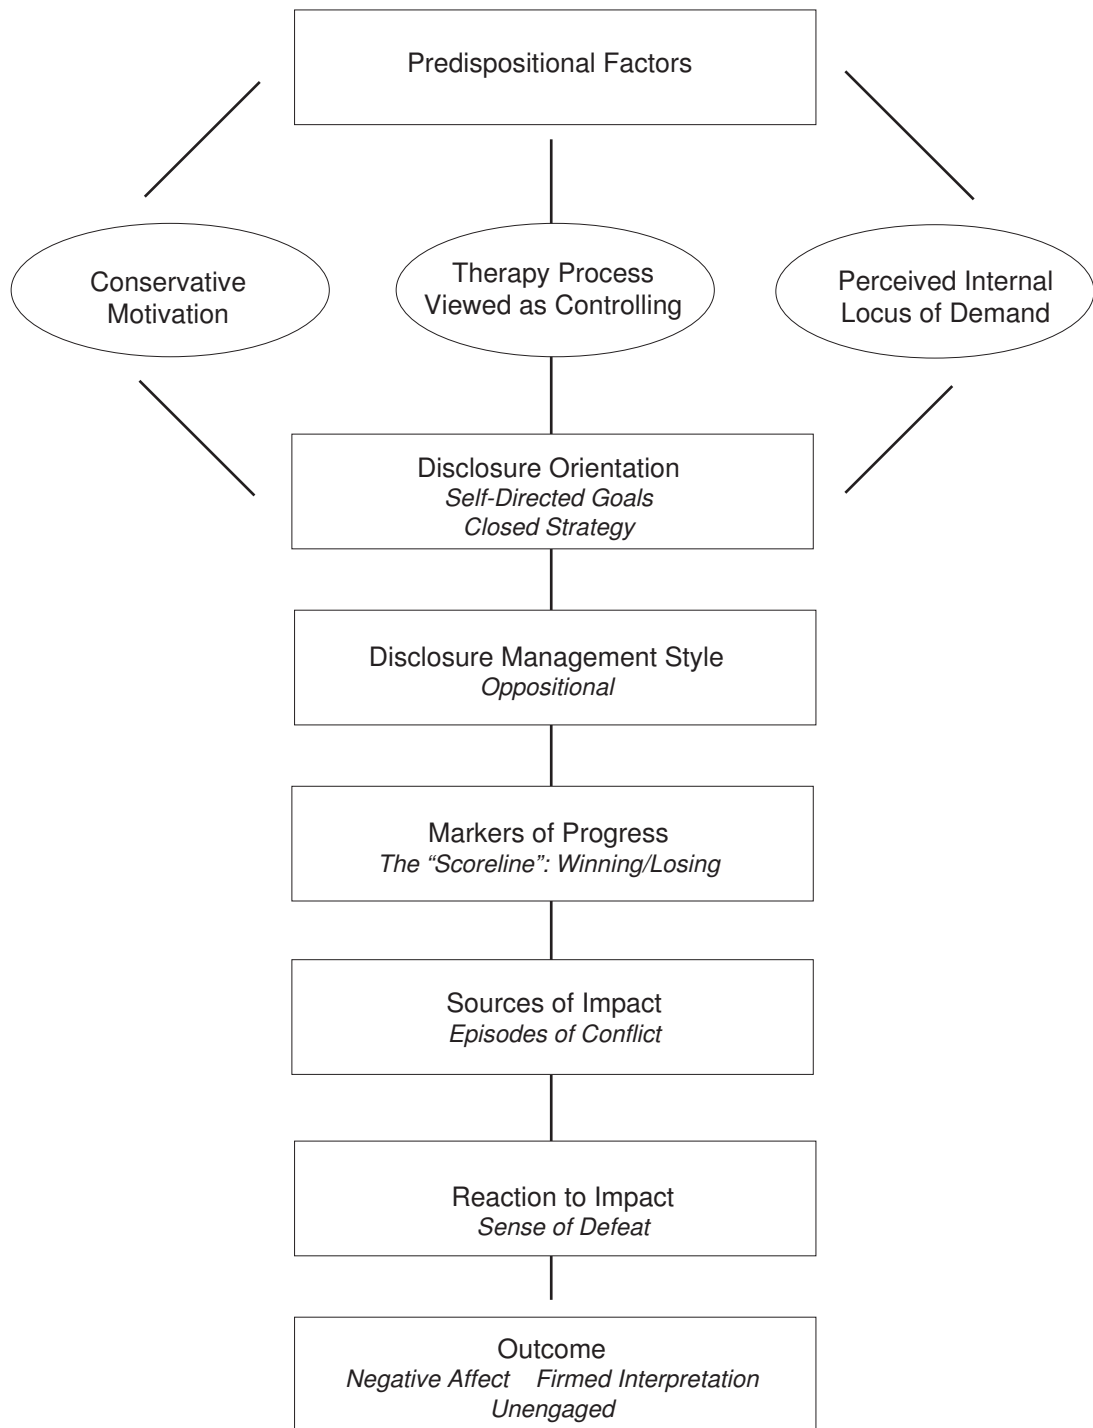 Predispositional Factors
Conservative
Motivation
Therapy Process
Viewed as Controlling
Perceived Internal
Locus of Demand
Disclosure Orientation
Self-Directed Goals
Closed Strategy
Disclosure Management Style
Oppositional
Markers of Progress
The “Scoreline”: Winning/Losing
Sources of Impact
Episodes of Conflict
Reaction to Impact
Sense of Defeat
Outcome
Negative Affect Firmed Interpretation
Unengaged